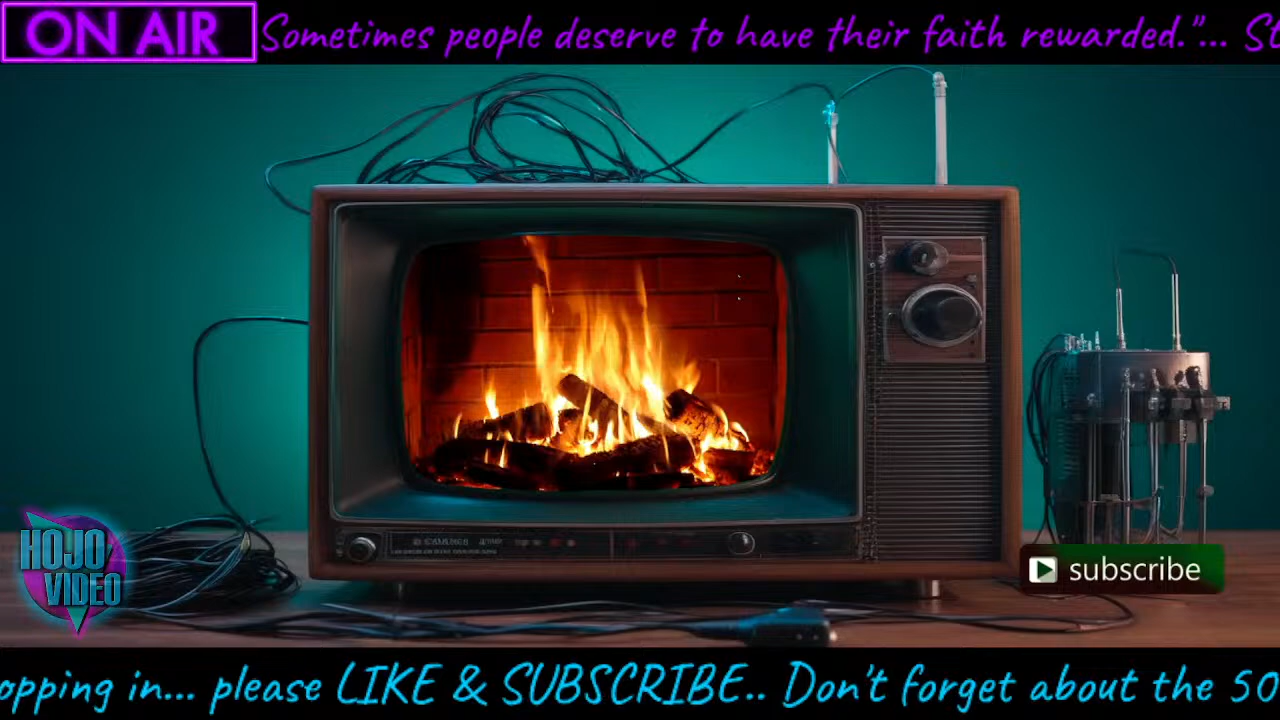 ON AIR
Sometimes people deserve to have their faith rewarded."... St
HOJO
VIDEO
subscribe
opping in... please LIKE & SUBSCRIBE.. Don't forget about the 50